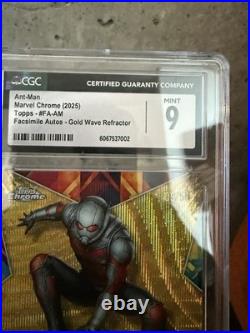 CGC
CERTIFIED GUARANTY COMPANY
Ant-Man
Marvel Chrome (2025)
Topps - #FA-AM
Facsimile Autos - Gold Wave Refractor
MINT
9
6067537002
Topps
Chrome